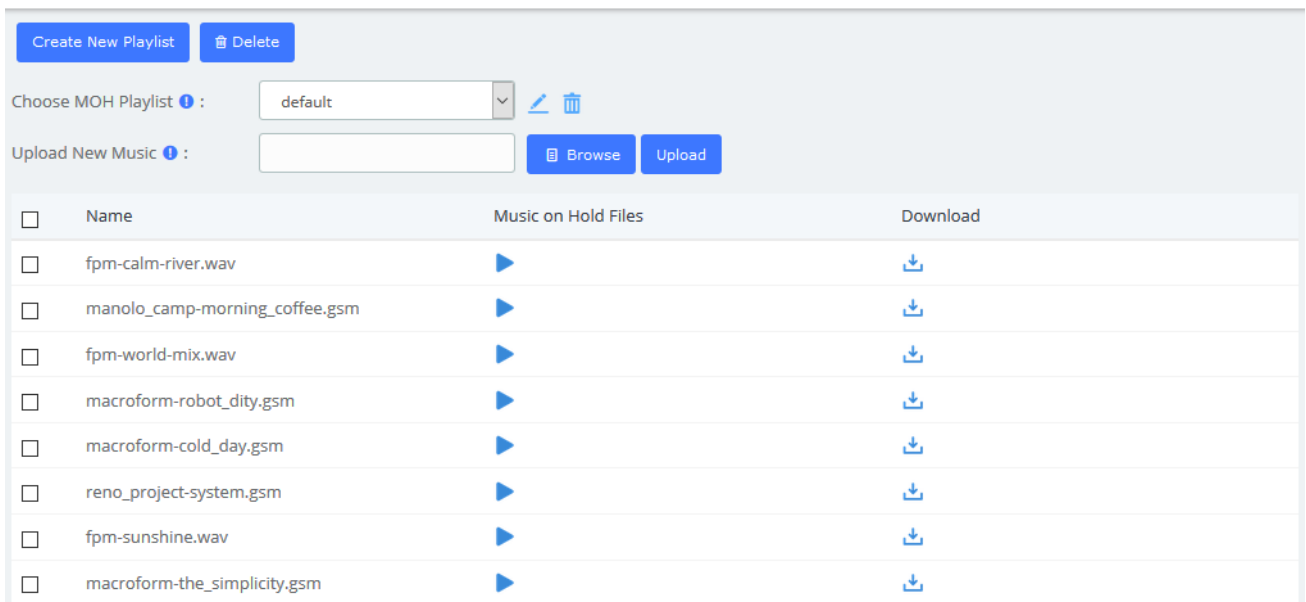 Create New Playlist Delete
Choose MOH Playlist : default
Upload New Music : Browse Upload
Name Music on Hold Files Download
fpm-calm-river.wav
manolo_camp-morning_coffee.gsm
fpm-world-mix.wav
macroform-robot_dity.gsm
macroform-cold_day.gsm
reno_project-system.gsm
fpm-sunshine.wav
macroform-the_simplicity.gsm